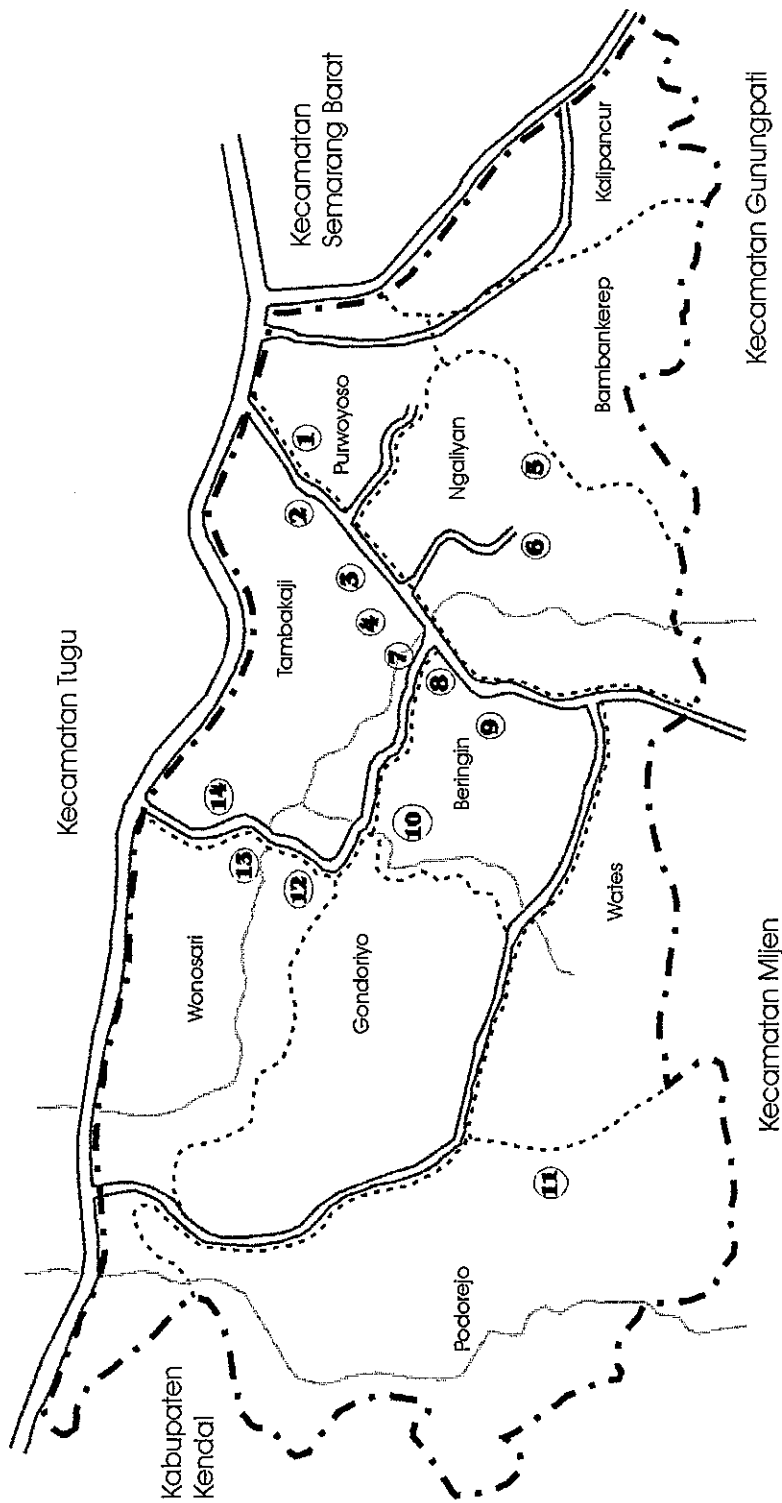 Kecamatan Tugu
Kecamatan
Semarang Barat
Kabupaten
Kendal
Wonosari
Tambakaji
Purwoyoso
Kalipancur
Gondoriyo
Beringin
Ngaliyan
Bambankerep
Podorejo
Wates
Kecamatan Mijen
Kecamatan Gunungpati
1
2
3
4
5
6
7
8
9
10
11
12
13
14